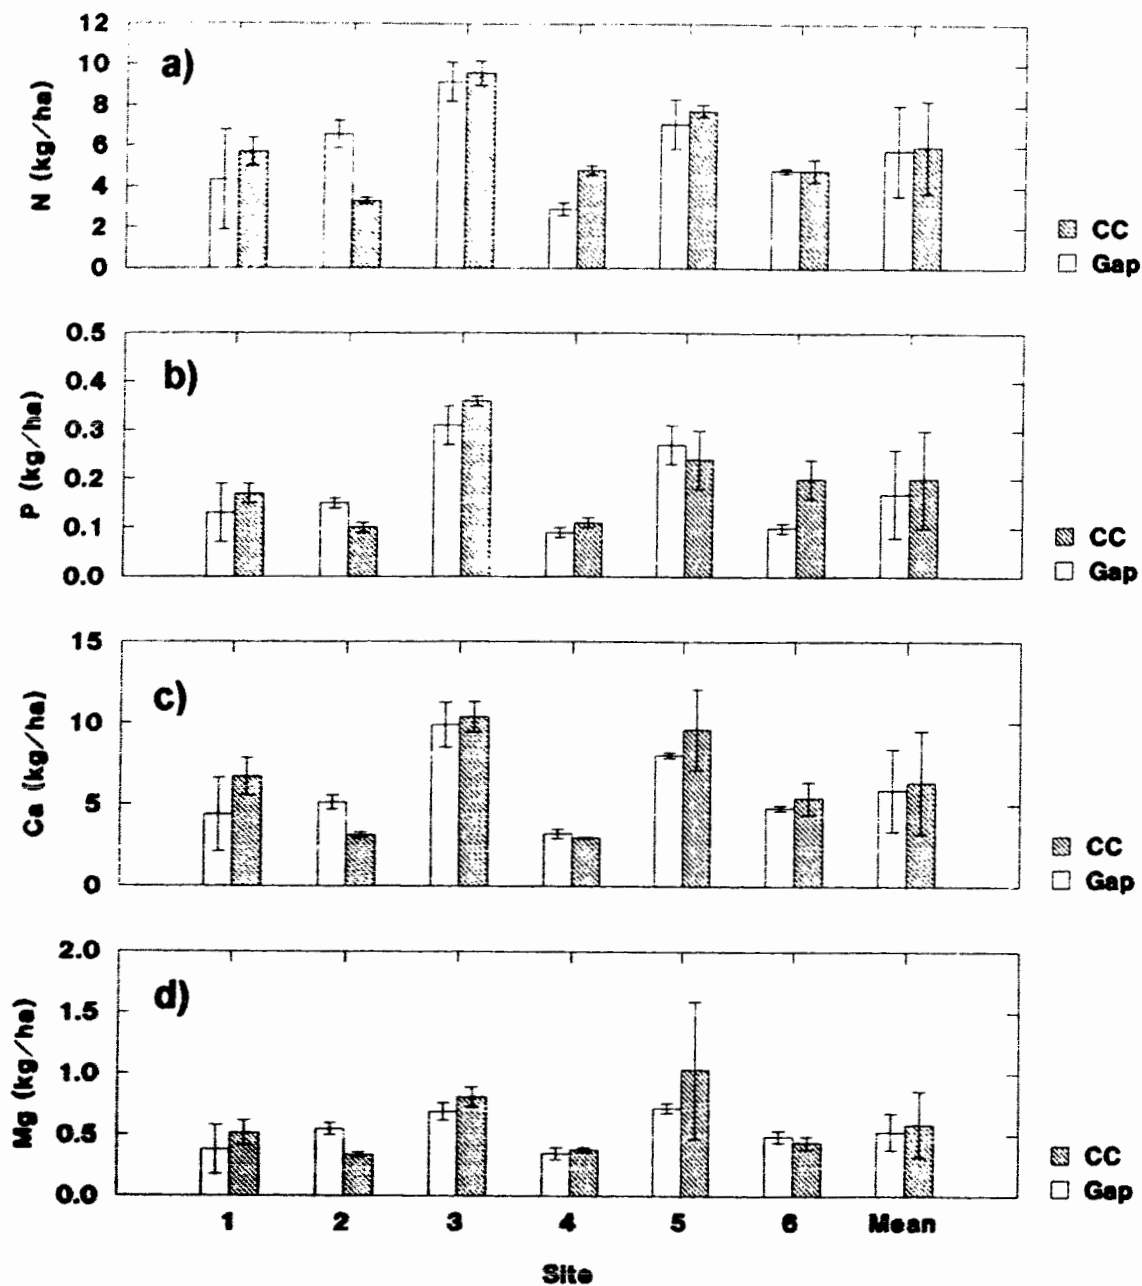 12
10
8
6
4
2
0
N (kg/ha)
a)
CC
Gap
0.5
0.4
0.3
0.2
0.1
0.0
P (kg/ha)
b)
CC
Gap
15
10
5
0
Ca (kg/ha)
c)
CC
Gap
2.0
1.5
1.0
0.5
0.0
Mg (kg/ha)
d)
CC
Gap
1 2 3 4 5 6 Mean
Site